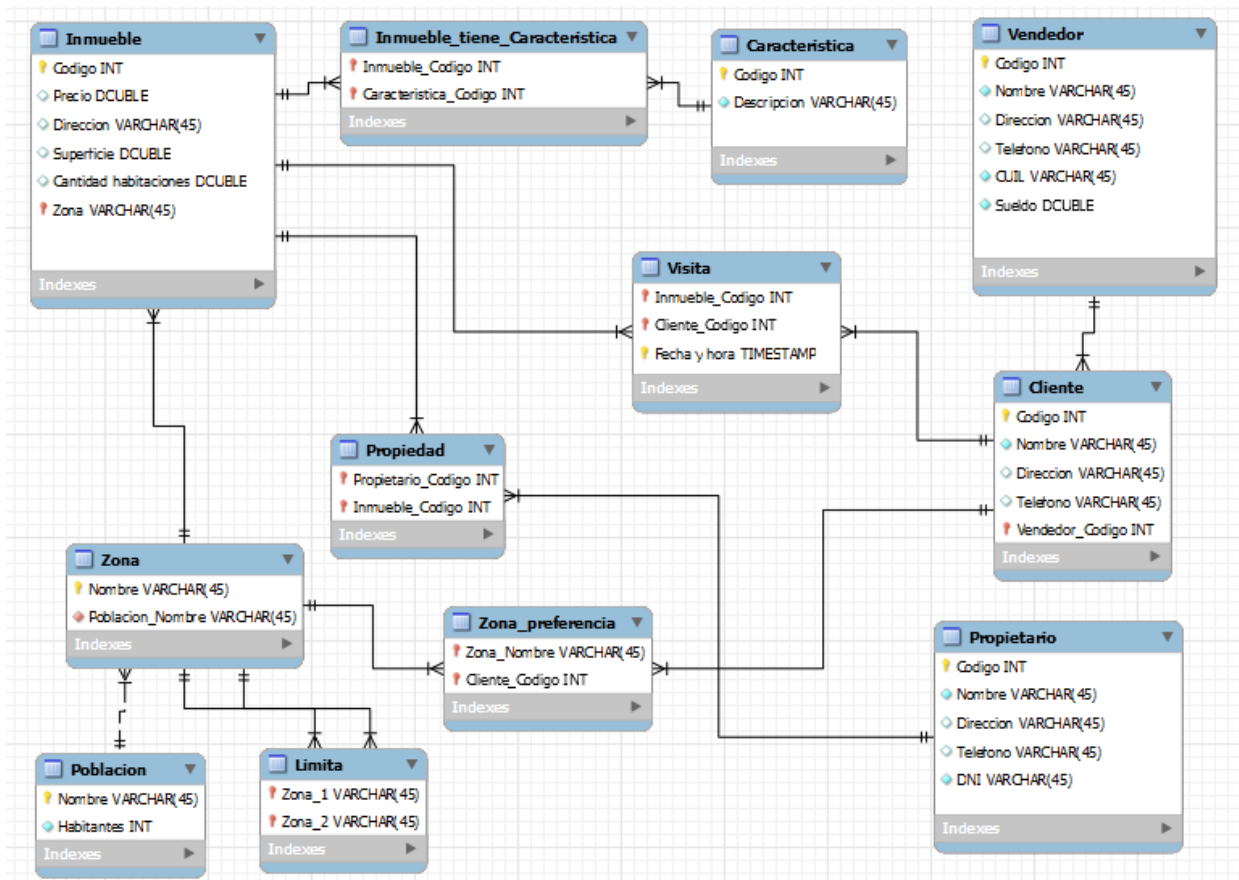 Inmueble
Codigo INT
Precio DCUBLE
Direccion VARCHAR(45)
Superficie DCUBLE
Cantidad habitaciones DCUBLE
Zona VARCHAR(45)
Indexes
Inmueble_tiene_Caracteristica
Inmueble_Codigo INT
Caracteristica_Codigo INT
Indexes
Caracteristica
Codigo INT
Descripcion VARCHAR(45)
Indexes
Vendedor
Codigo INT
Nombre VARCHAR(45)
Direccion VARCHAR(45)
Telefono VARCHAR(45)
CUIL VARCHAR(45)
Sueldo DCUBLE
Indexes
Visita
Inmueble_Codigo INT
Cliente_Codigo INT
Fecha y hora TIMESTAMP
Indexes
Cliente
Codigo INT
Nombre VARCHAR(45)
Direccion VARCHAR(45)
Telefono VARCHAR(45)
Vendedor_Codigo INT
Indexes
Propiedad
Propietario_Codigo INT
Inmueble_Codigo INT
Indexes
Zona
Nombre VARCHAR(45)
Poblacion_Nombre VARCHAR(45)
Indexes
Zona_preferencia
Zona_Nombre VARCHAR(45)
Cliente_Codigo INT
Indexes
Propietario
Codigo INT
Nombre VARCHAR(45)
Direccion VARCHAR(45)
Telefono VARCHAR(45)
DNI VARCHAR(45)
Indexes
Poblacion
Nombre VARCHAR(45)
Habitantes INT
Indexes
Limita
Zona_1 VARCHAR(45)
Zona_2 VARCHAR(45)
Indexes